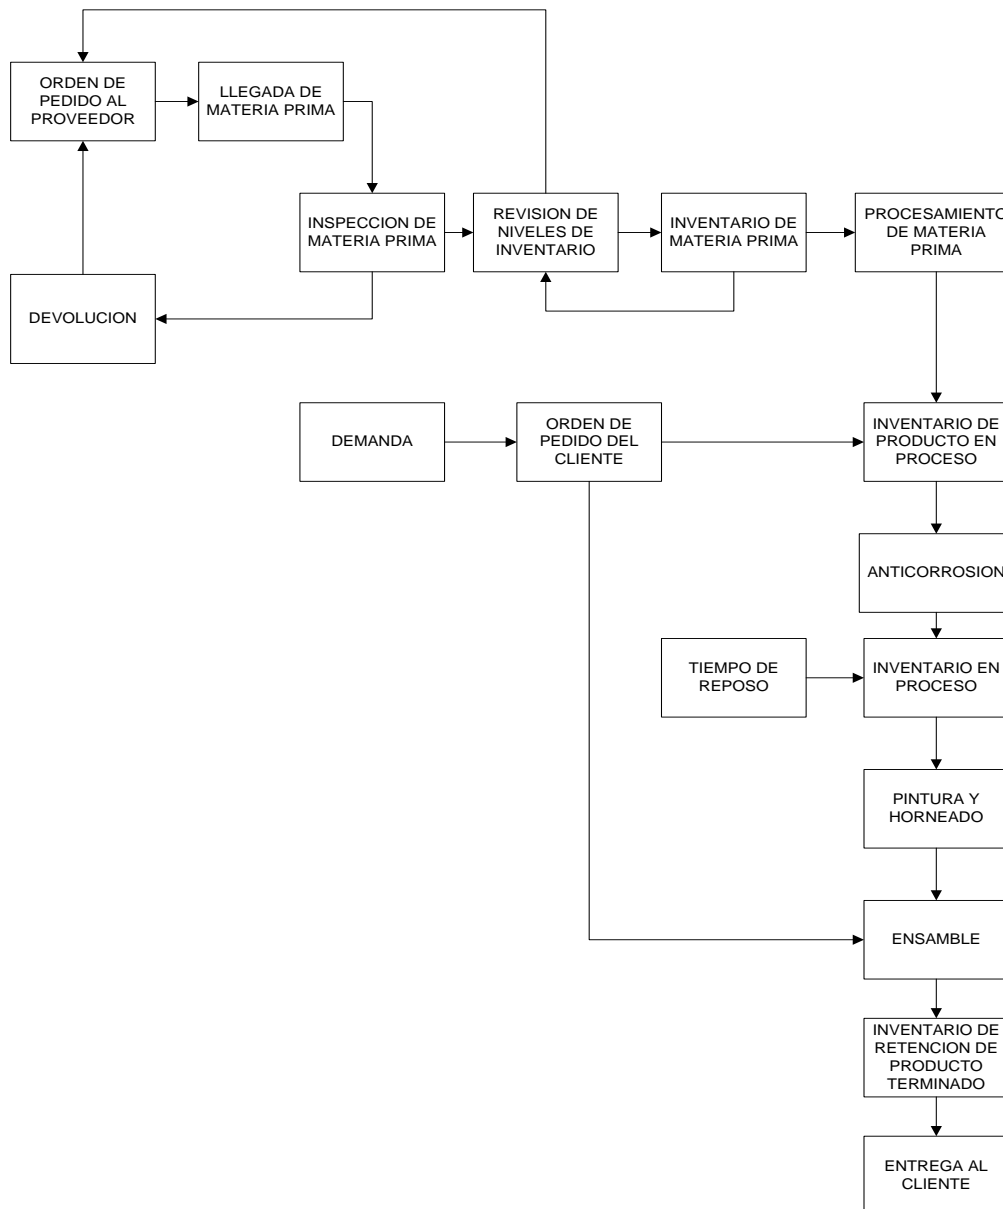 ORDEN DE
PEDIDO AL
PROVEEDOR
LLEGADA DE
MATERIA PRIMA
INSPECCION DE
MATERIA PRIMA
REVISION DE
NIVELES DE
INVENTARIO
INVENTARIO DE
MATERIA PRIMA
PROCESAMIENTO
DE MATERIA
PRIMA
DEVOLUCION
DEMANDA
ORDEN DE
PEDIDO DEL
CLIENTE
INVENTARIO DE
PRODUCTO EN
PROCESO
ANTICORROSION
TIEMPO DE
REPOSO
INVENTARIO EN
PROCESO
PINTURA Y
HORNEADO
ENSAMBLE
INVENTARIO DE
RETENCION DE
PRODUCTO
TERMINADO
ENTREGA AL
CLIENTE